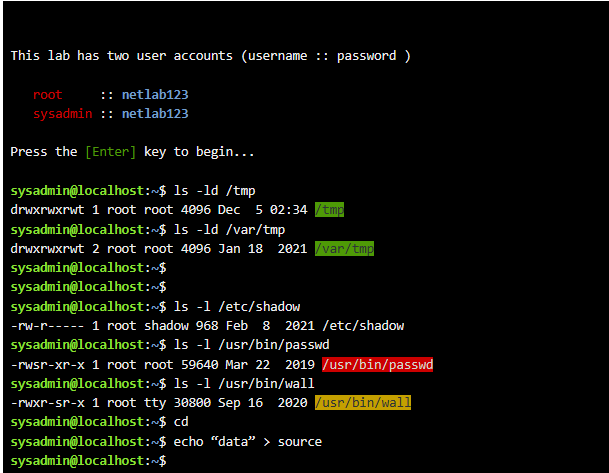 This lab has two user accounts (username :: password )
root :: netlab123
sysadmin :: netlab123
Press the [Enter] key to begin...
sysadmin@localhost:~$ ls -ld /tmp
drwxrwxrwt 1 root root 4096 Dec  5 02:34 /tmp
sysadmin@localhost:~$ ls -ld /var/tmp
drwxrwxrwt 2 root root 4096 Jan 18  2021 /var/tmp
sysadmin@localhost:~$
sysadmin@localhost:~$
sysadmin@localhost:~$ ls -l /etc/shadow
-rw-r----- 1 root shadow 968 Feb  8  2021 /etc/shadow
sysadmin@localhost:~$ ls -l /usr/bin/passwd
-rwsr-xr-x 1 root root 59640 Mar 22  2019 /usr/bin/passwd
sysadmin@localhost:~$ ls -l /usr/bin/wall
-rwxr-sr-x 1 root tty 30800 Sep 16  2020 /usr/bin/wall
sysadmin@localhost:~$ cd
sysadmin@localhost:~$ echo “data” > source
sysadmin@localhost:~$